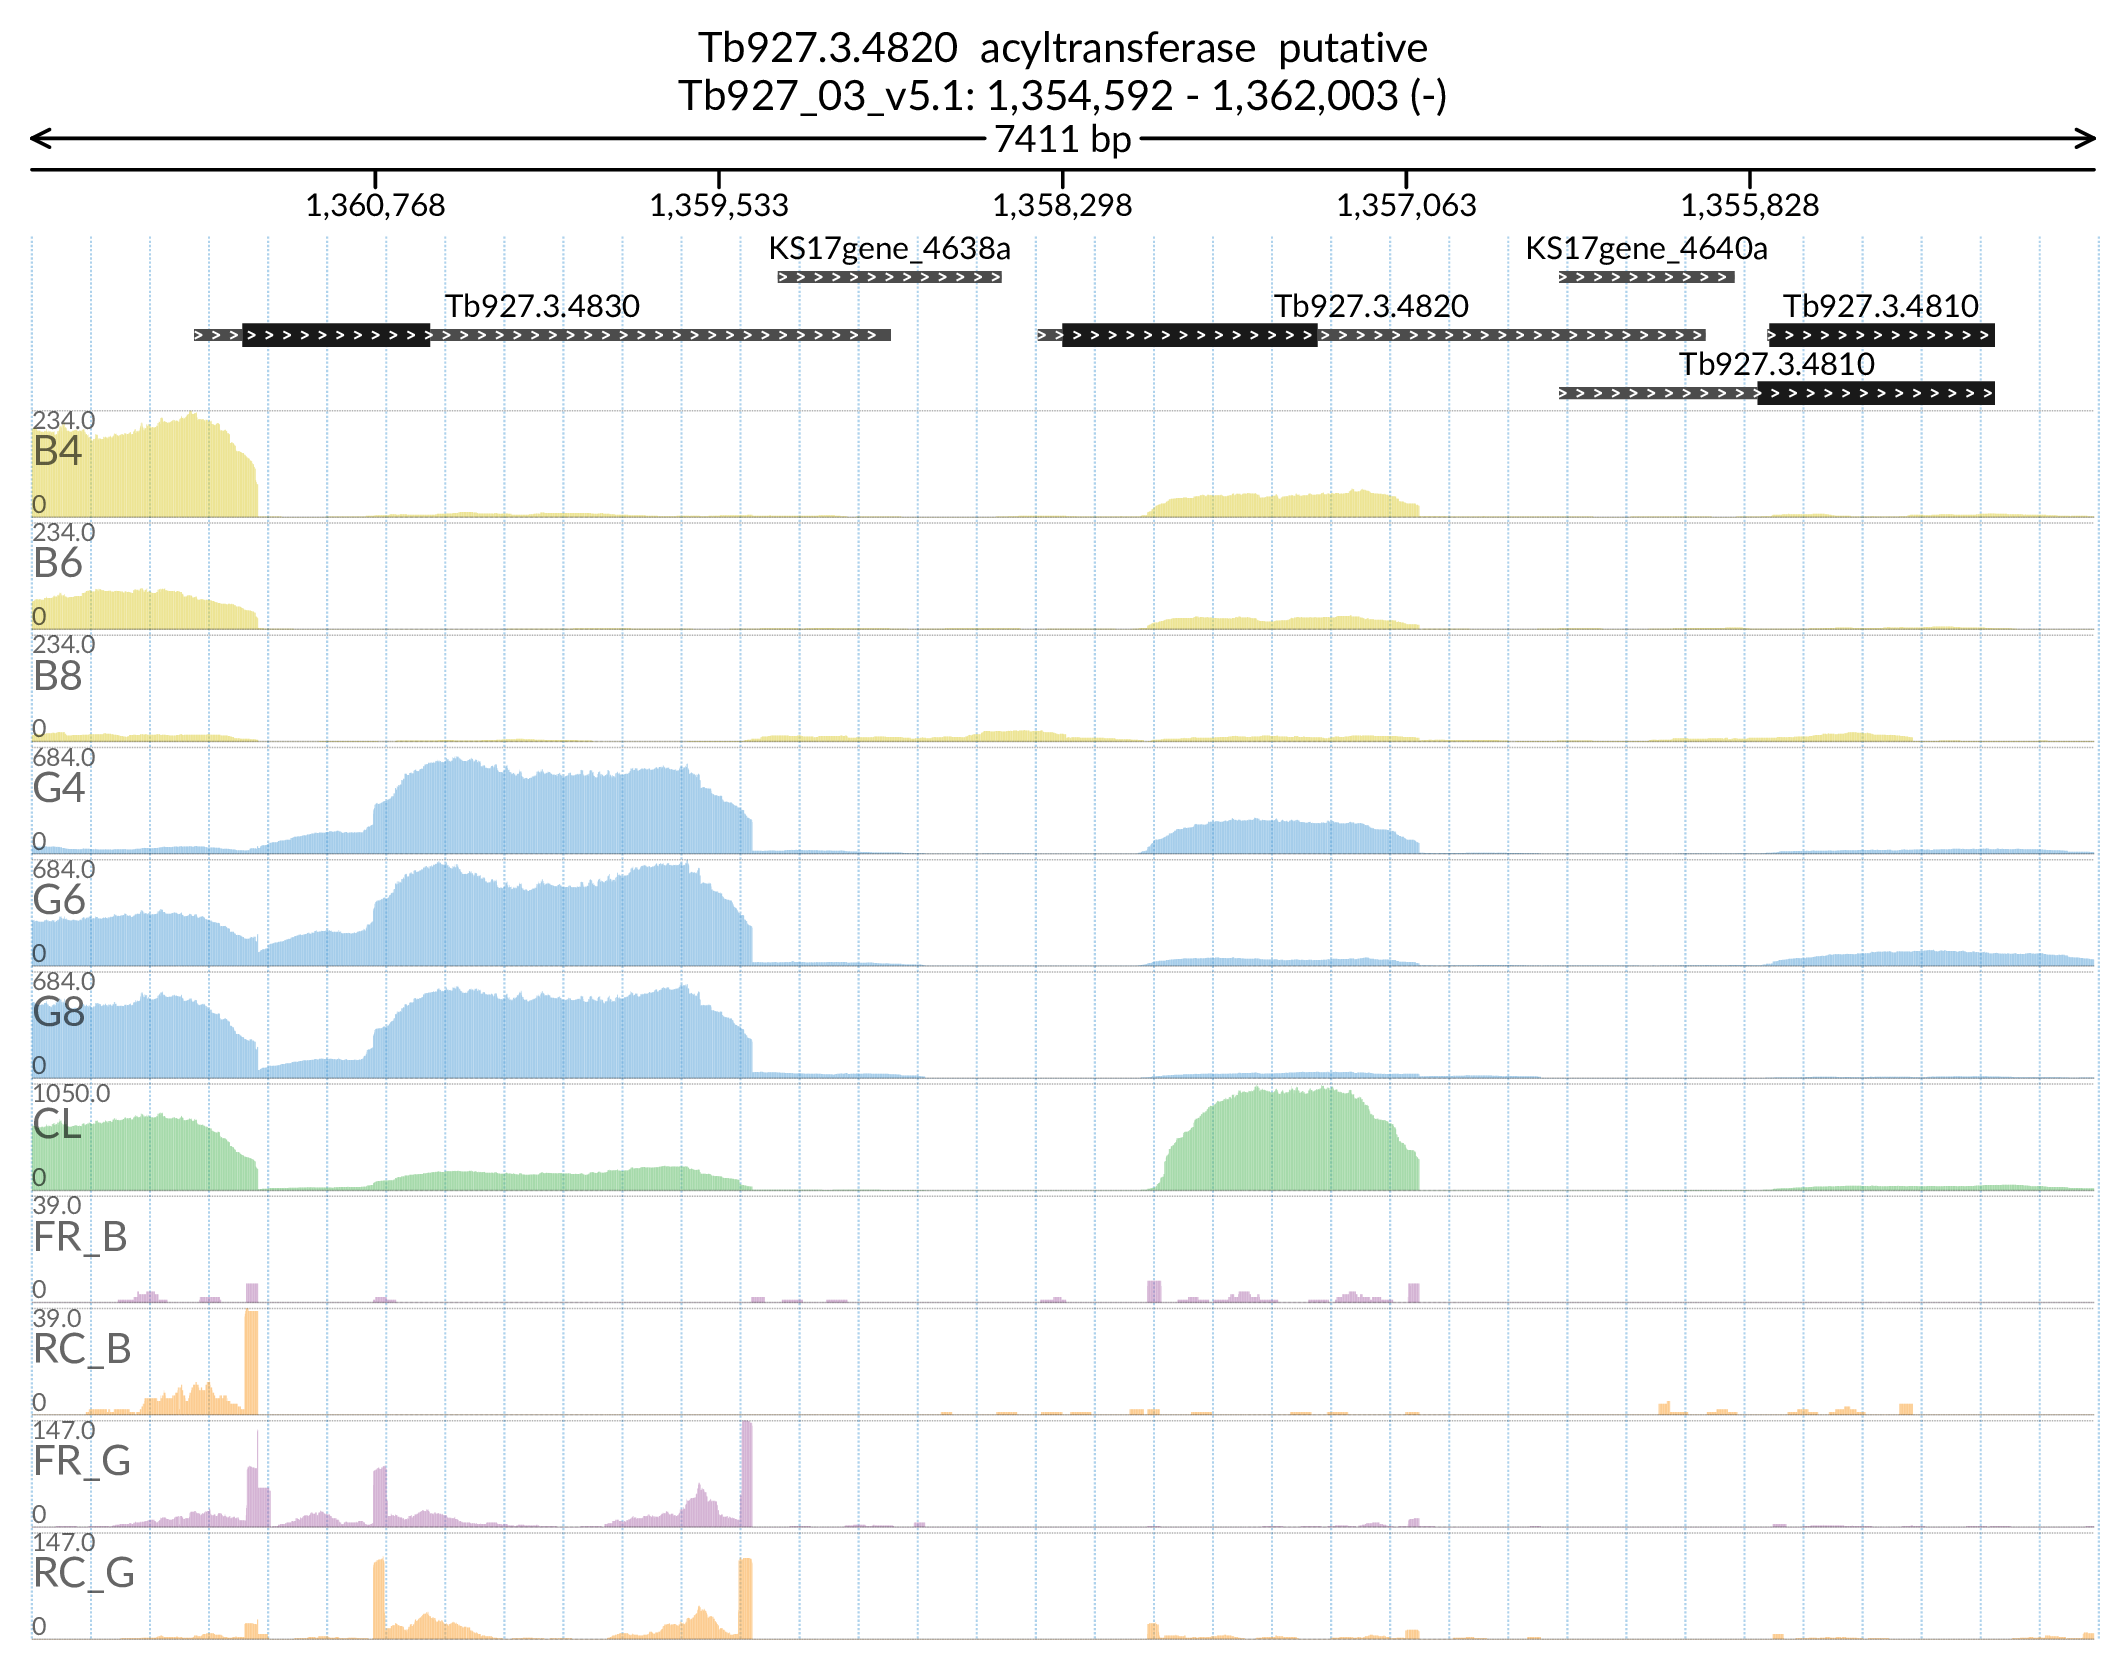 Tb927.3.4820 acyltransferase putative
Tb927_03_v5.1: 1,354,592 - 1,362,003 (-)
7411 bp
1,360,768 1,359,533 1,358,298 1,357,063 1,355,828
KS17gene_4638a KS17gene_4640a
Tb927.3.4830 Tb927.3.4820 Tb927.3.4810
Tb927.3.4810
234.0
B4
0
234.0
B6
0
234.0
B8
0
684.0
G4
0
684.0
G6
0
684.0
G8
0
1050.0
CL
0
39.0
FR_B
0
39.0
RC_B
0
147.0
FR_G
0
147.0
RC_G
0